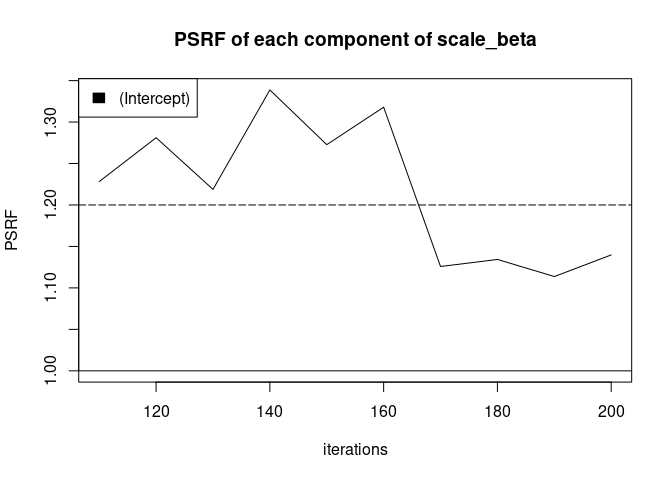 PSRF of each component of scale_beta
(Intercept)
1.30
1.20
1.10
1.00
PSRF
120 140 160 180 200
iterations